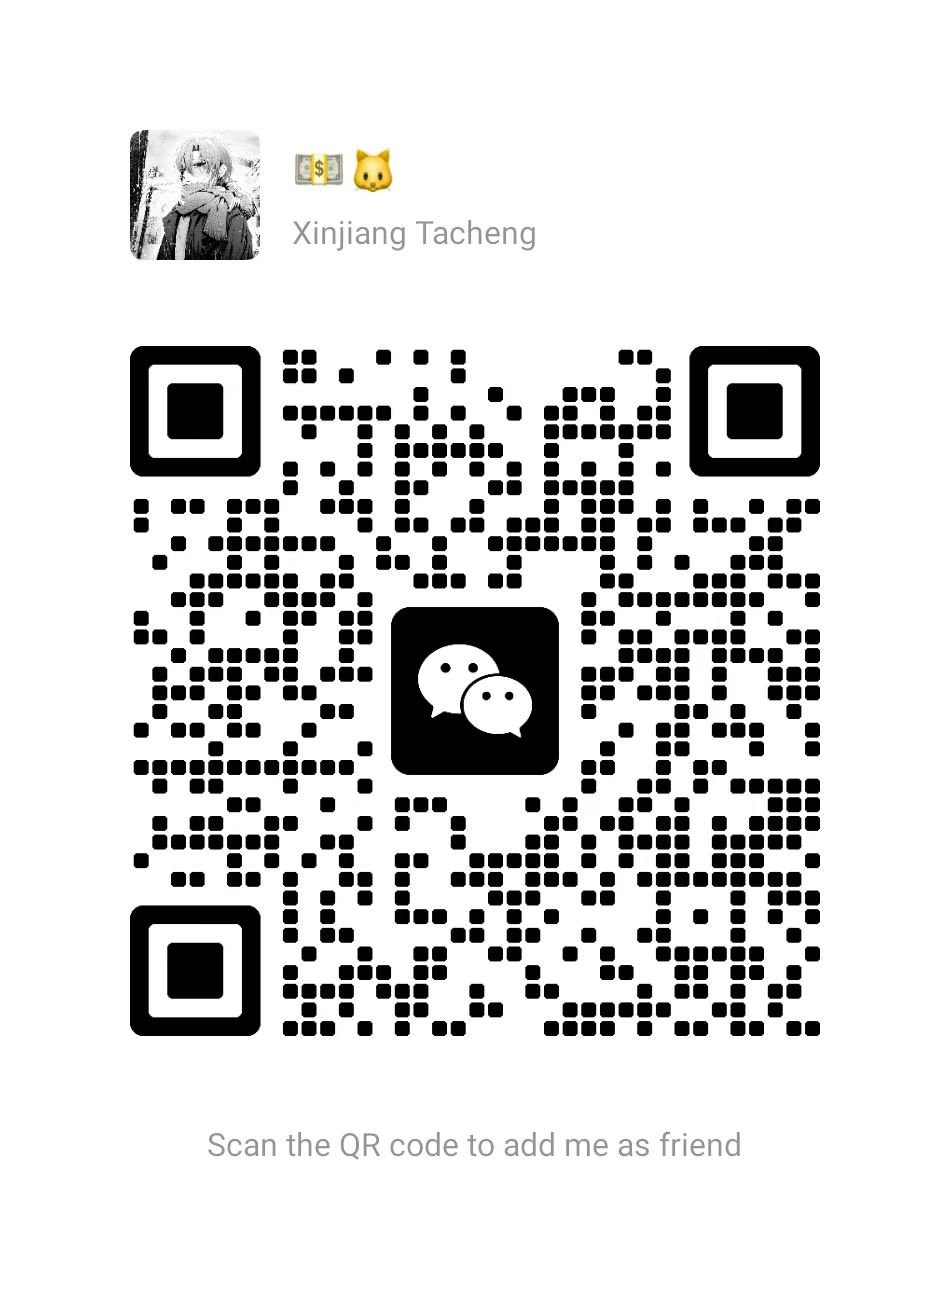 💵🐱
Xinjiang Tacheng
Scan the QR code to add me as friend